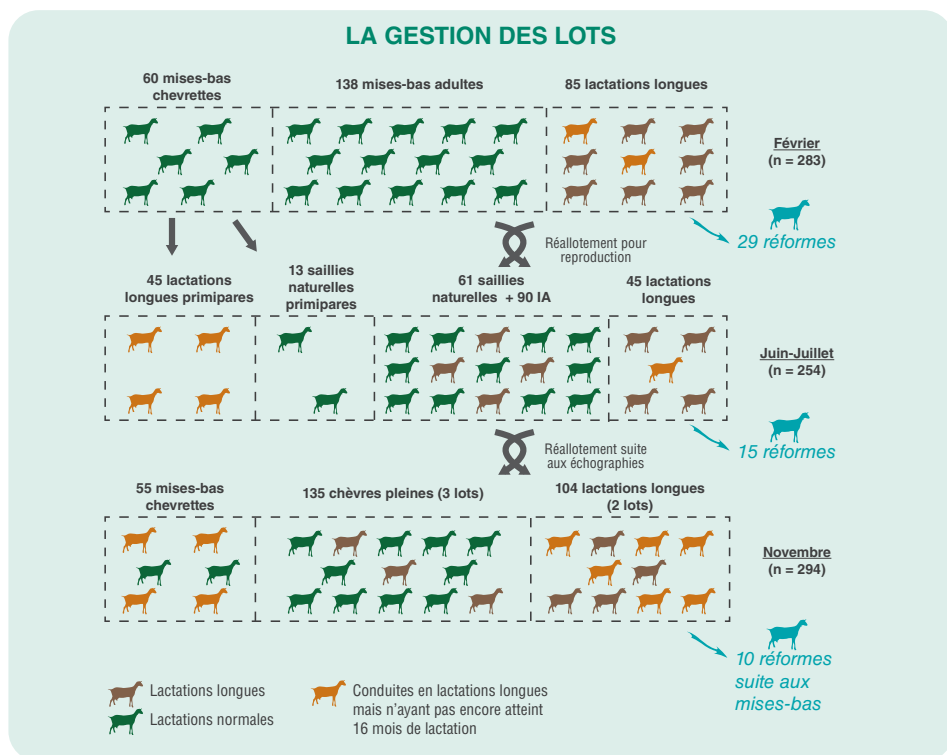 LA GESTION DES LOTS
60 mises-bas
chevrettes
138 mises-bas adultes
85 lactations longues
Février
(n = 283)
29 réformes
Réallotement pour
reproduction
45 lactations
longues primipares
13 saillies
naturelles
primipares
61 saillies
naturelles + 90 IA
45 lactations
longues
Juin-Juillet
(n = 254)
15 réformes
Réallotement suite
aux échographies
55 mises-bas
chevrettes
135 chèvres pleines (3 lots)
104 lactations longues
(2 lots)
Novembre
(n = 294)
10 réformes
suite aux
mises-bas
Lactations longues
Lactations normales
Conduites en lactations longues
mais n'ayant pas encore atteint
16 mois de lactation